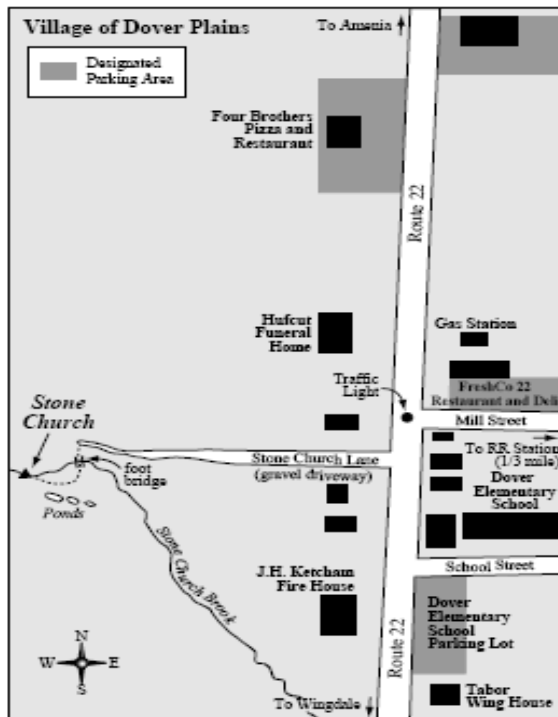 Village of Dover Plains
Designated
Parking Area
To Amenia
Four Brothers
Pizza and
Restaurant
Route 22
Hufcut
Funeral
Home
Gas Station
Traffic
Light
FreshCo 22
Restaurant and Deli
Mill Street
Stone
Church
foot
bridge
Ponds
Stone Church Lane
(gravel driveway)
To RR Station
(1/3 mile)
Dover
Elementary
School
Stone Church Brook
School Street
J.H. Ketcham
Fire House
Dover
Elementary
School
Parking Lot
N
W E
S
Route 22
To Wingdale
Tabor
Wing House